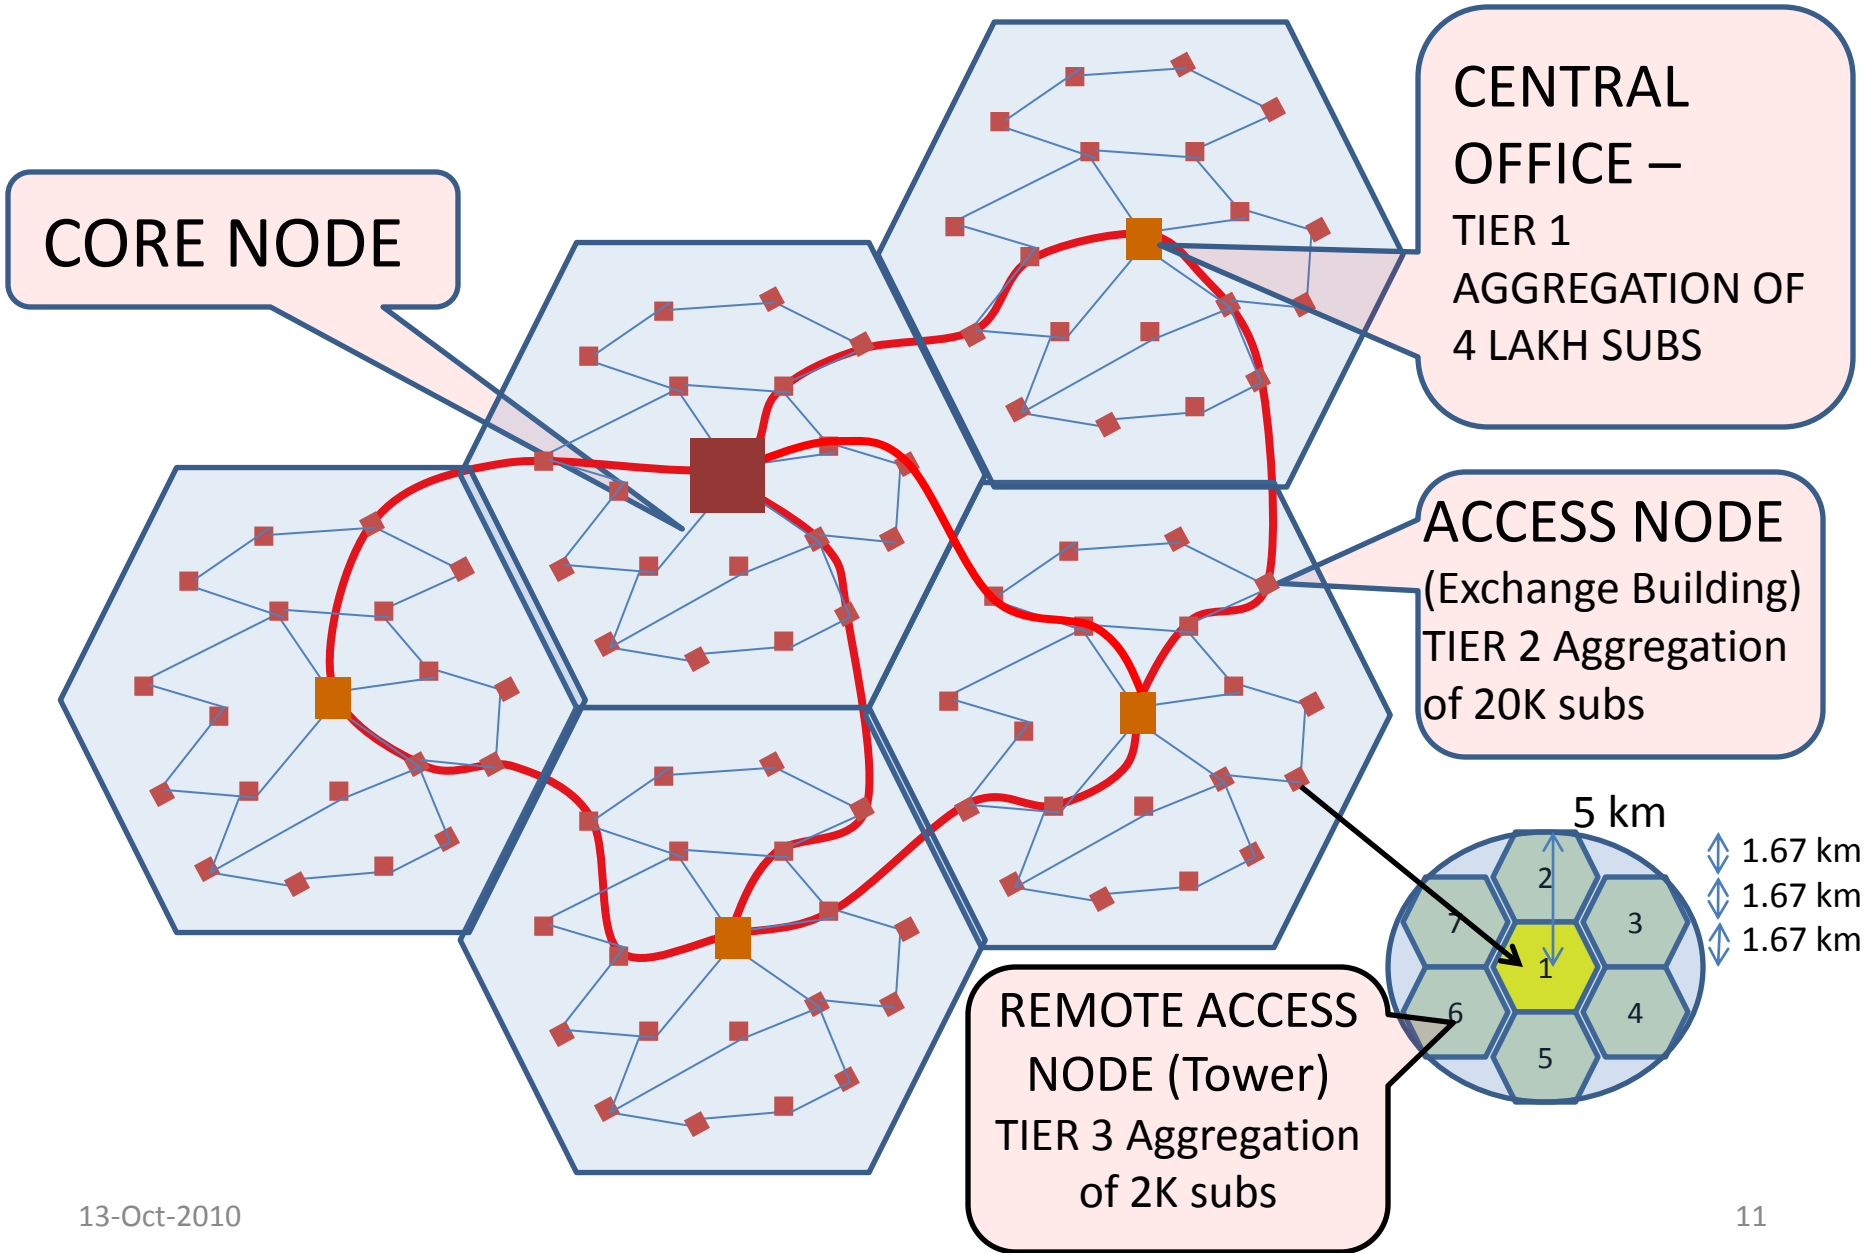 CORE NODE
CENTRAL
OFFICE –
TIER 1
AGGREGATION OF
4 LAKH SUBS
ACCESS NODE
(Exchange Building)
TIER 2 Aggregation
of 20K subs
5 km
1.67 km
1.67 km
1.67 km
2
7
3
1
6
4
5
REMOTE ACCESS
NODE (Tower)
TIER 3 Aggregation
of 2K subs
13-Oct-2010
11